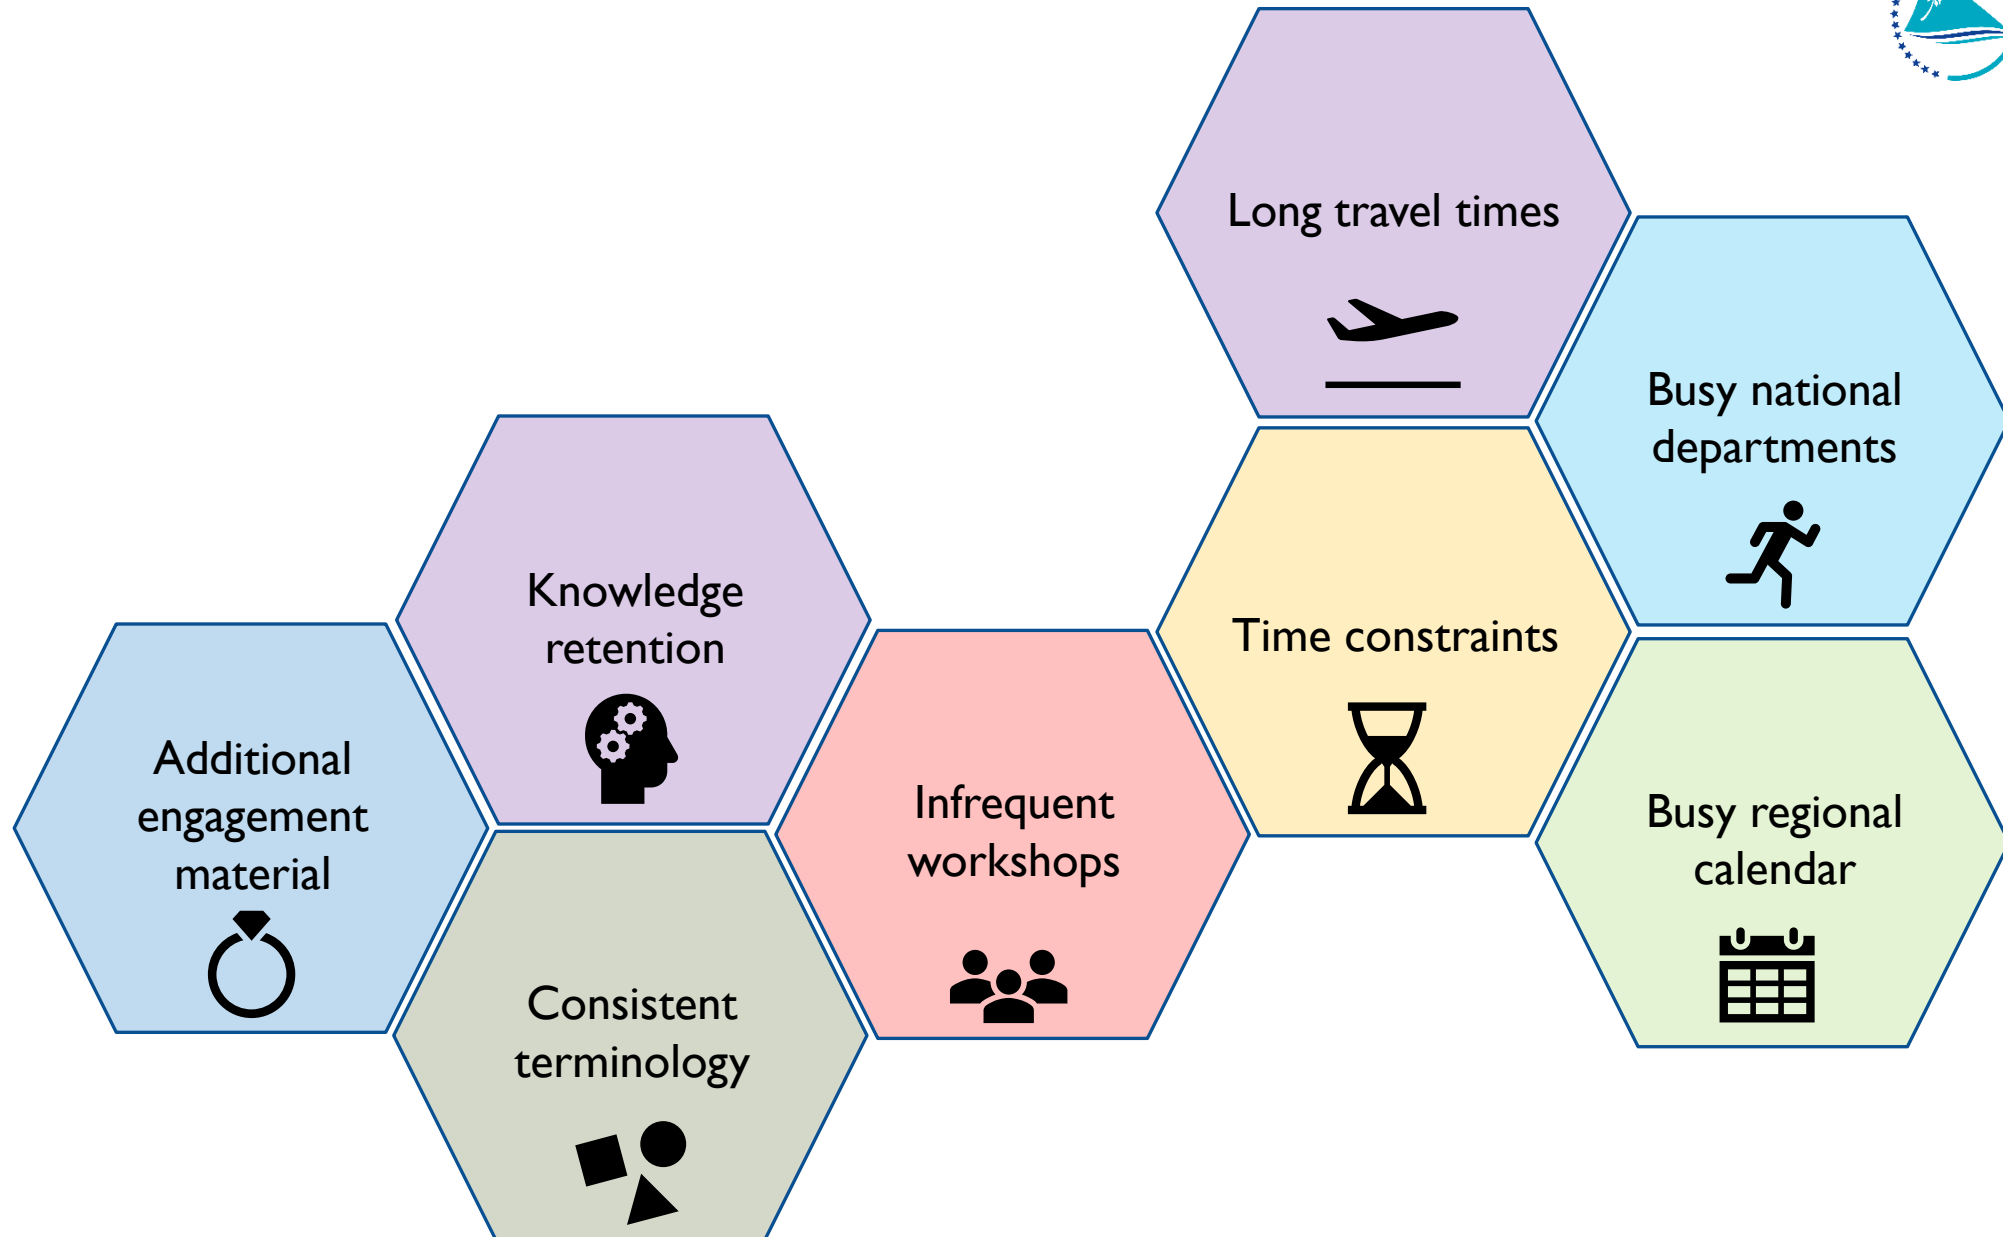 Long travel times
Busy national
departments
Knowledge
retention
Time constraints
Additional
engagement
material
Infrequent
workshops
Busy regional
calendar
Consistent
terminology